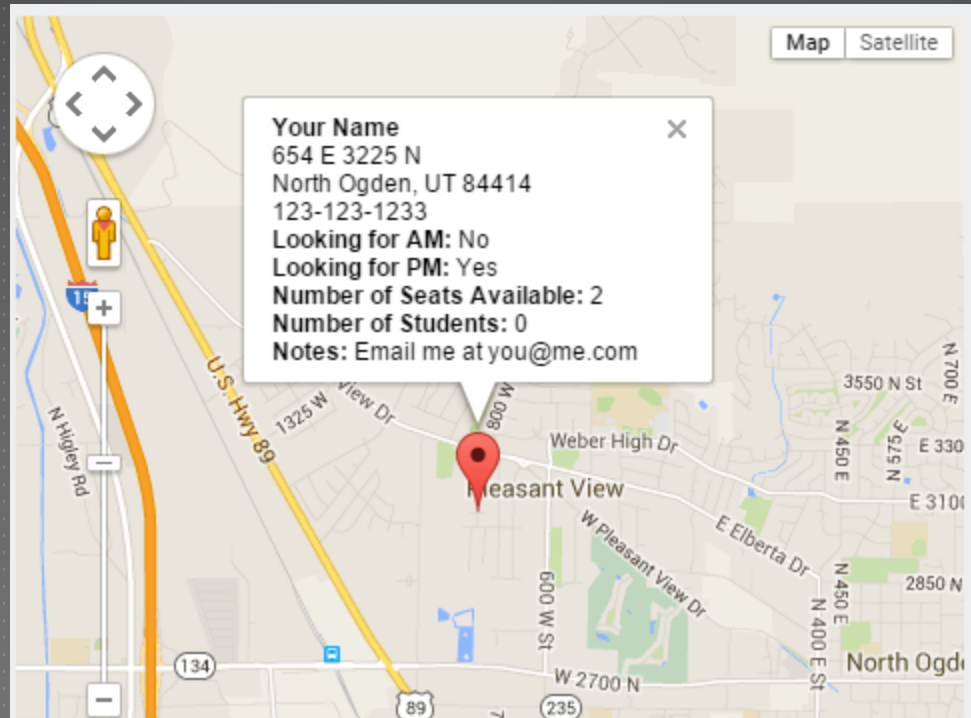 Map
Satellite
Your Name
654 E 3225 N
North Ogden, UT 84414
123-123-1233
Looking for AM: No
Looking for PM: Yes
Number of Seats Available: 2
Number of Students: 0
Notes: Email me at you@me.com
15
U.S. Hwy 89
1325 W
View Dr
800 W
3550 N St
N 700 E
N Higley Rd
Weber High Dr
N 450 E
N 575 E
E 330
Pleasant View
E 3100
W Pleasant View Dr
E Elberta Dr
600 W St
N 450 E
2850 N
N 400 E St
134
North Ogd
W 2700 N
89
235